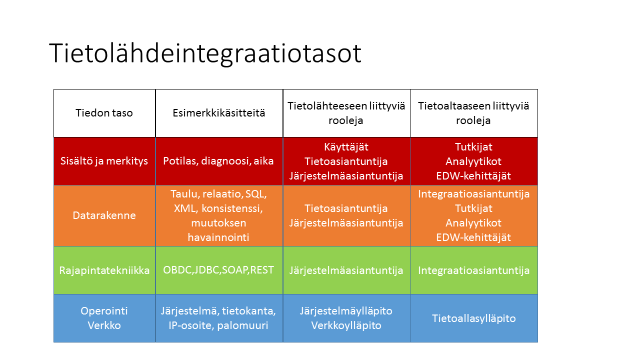 Tietolähdeintegraatiotasot
Tiedon taso
Esimerkkikäsitteitä
Tietolähteeseen liittyviä
rooleja
Tietoaltaaseen liittyviä
rooleja
Sisältö ja merkitys
Potilas, diagnoosi, aika
Käyttäjät
Tietoasiantuntija
Järjestelmäasiantuntija
Tutkijat
Analyytikot
EDW-kehittäjät
Datarakenne
Taulu, relaatio, SQL,
XML, konsistenssi,
muutoksen
havainnointi
Tietoasiantuntija
Järjestelmäasiantuntija
Integraatioasiantuntija
Tutkijat
Analyytikot
EDW-kehittäjät
Rajapintatekniikka
OBDC,JDBC,SOAP,REST
Järjestelmäasiantuntija
Integraatioasiantuntija
Operointi
Verkko
Järjestelmä, tietokanta,
IP-osoite, palomuuri
Järjestelmäylläpito
Verkkoylläpito
Tietoallasylläpito